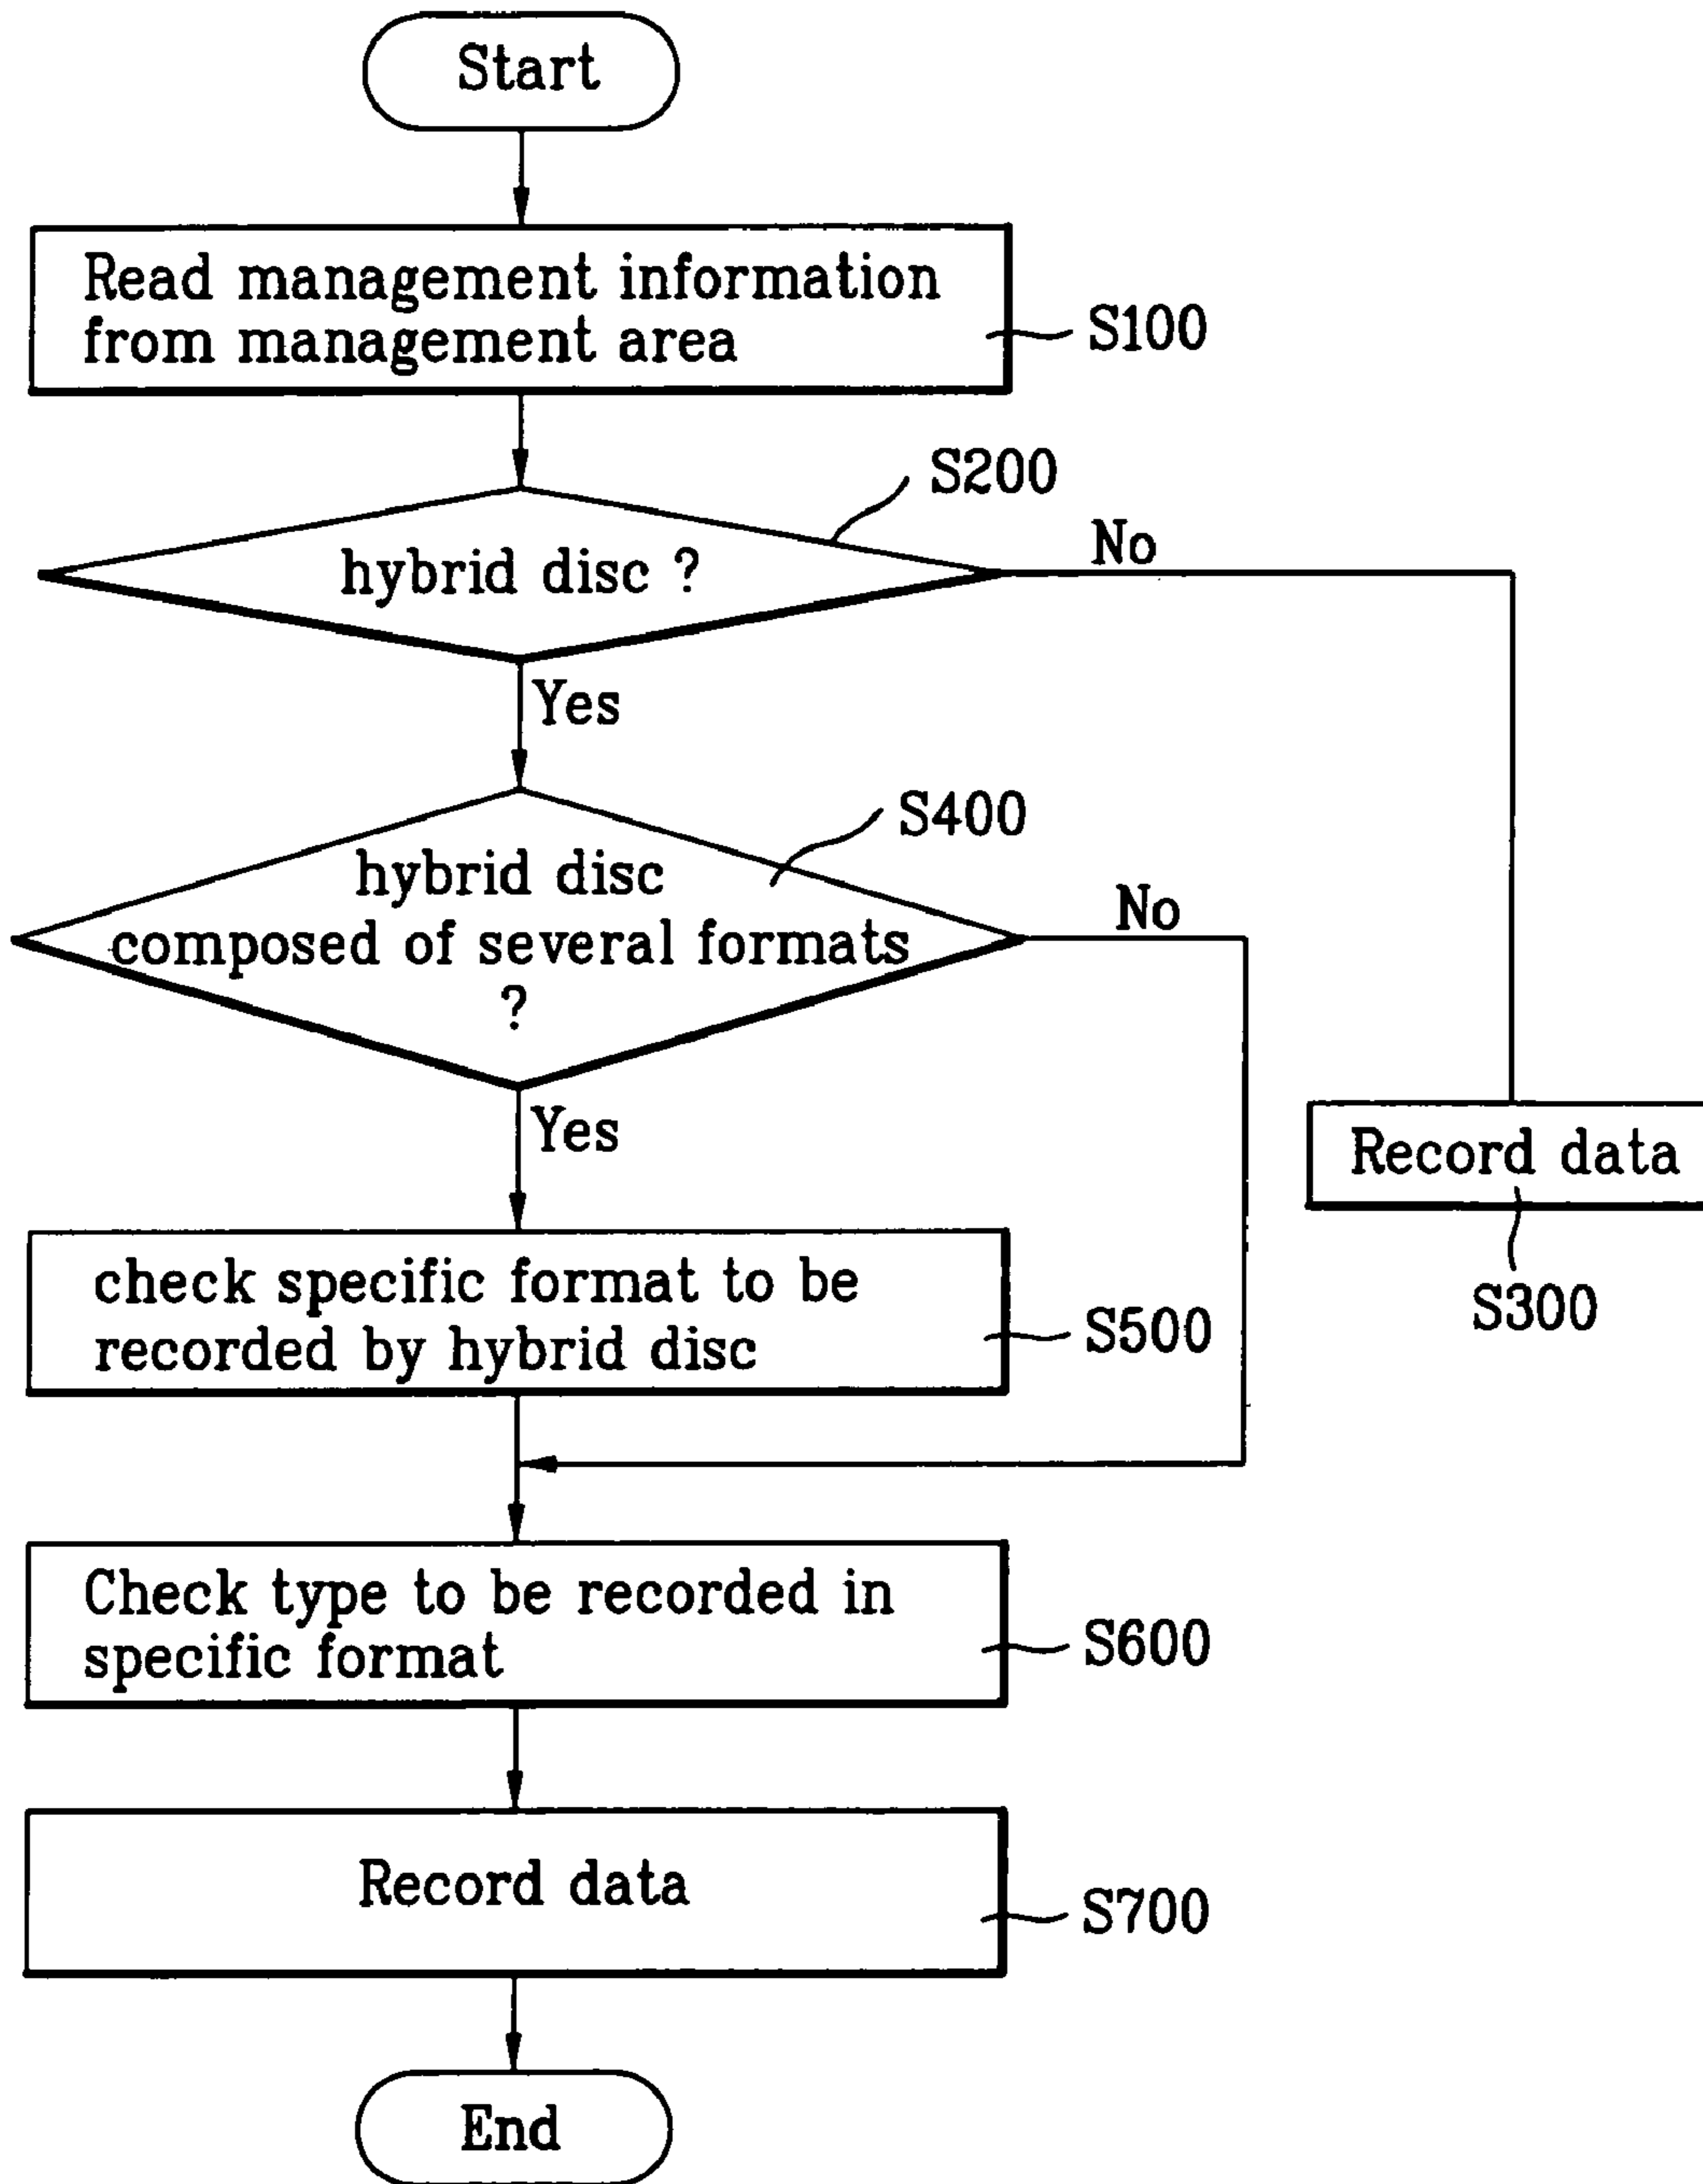 Start
Read management information
from management area
S100
S200
hybrid disc ?
No
Yes
S400
hybrid disc
composed of several formats
?
No
Yes
Record data
S300
check specific format to be
recorded by hybrid disc
S500
Check type to be recorded in
specific format
S600
Record data
S700
End